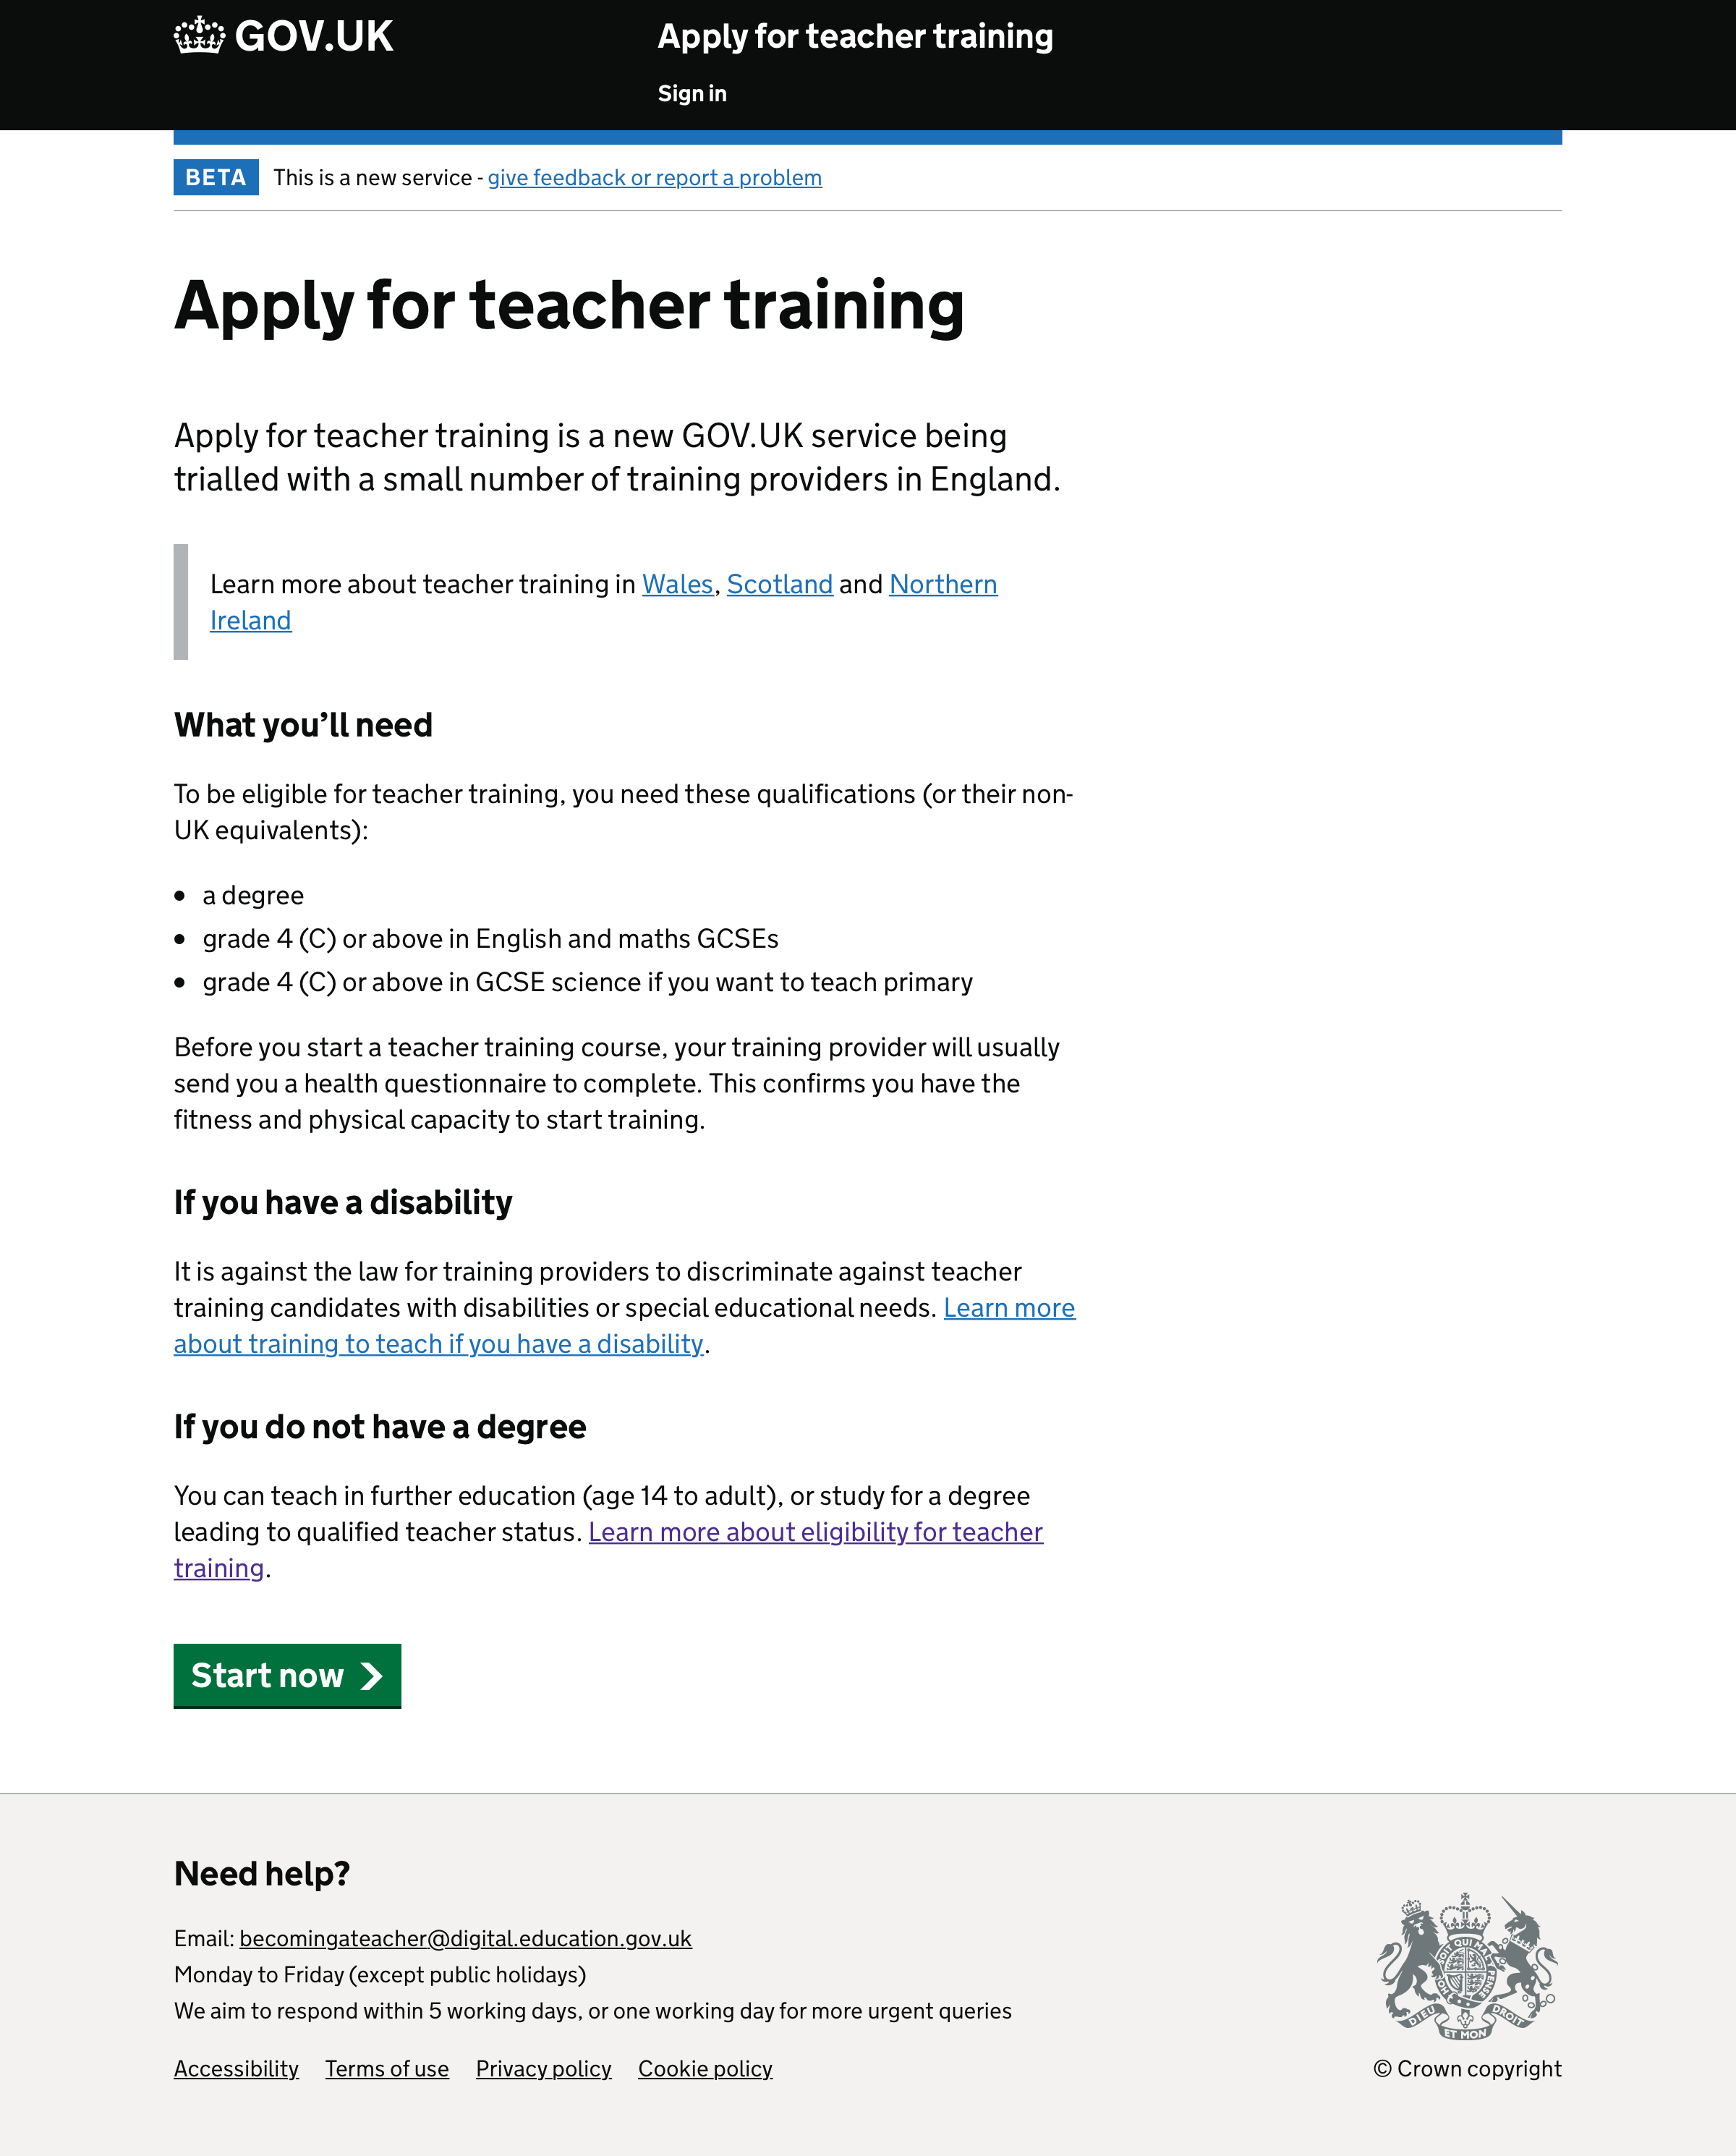 GOV.UK
Apply for teacher training
Sign in
BETA
This is a new service - give feedback or report a problem
Apply for teacher training
Apply for teacher training is a new GOV.UK service being
trialled with a small number of training providers in England.
Learn more about teacher training in Wales, Scotland and Northern
Ireland
What you’ll need
To be eligible for teacher training, you need these qualifications (or their non-
UK equivalents):
• a degree
• grade 4 (C) or above in English and maths GCSEs
• grade 4 (C) or above in GCSE science if you want to teach primary
Before you start a teacher training course, your training provider will usually
send you a health questionnaire to complete. This confirms you have the
fitness and physical capacity to start training.
If you have a disability
It is against the law for training providers to discriminate against teacher
training candidates with disabilities or special educational needs. Learn more
about training to teach if you have a disability.
If you do not have a degree
You can teach in further education (age 14 to adult), or study for a degree
leading to qualified teacher status. Learn more about eligibility for teacher
training.
Start now
Need help?
Email: becomingateacher@digital.education.gov.uk
Monday to Friday (except public holidays)
We aim to respond within 5 working days, or one working day for more urgent queries
Accessibility Terms of use Privacy policy Cookie policy
DIEU ET MON DROIT
© Crown copyright